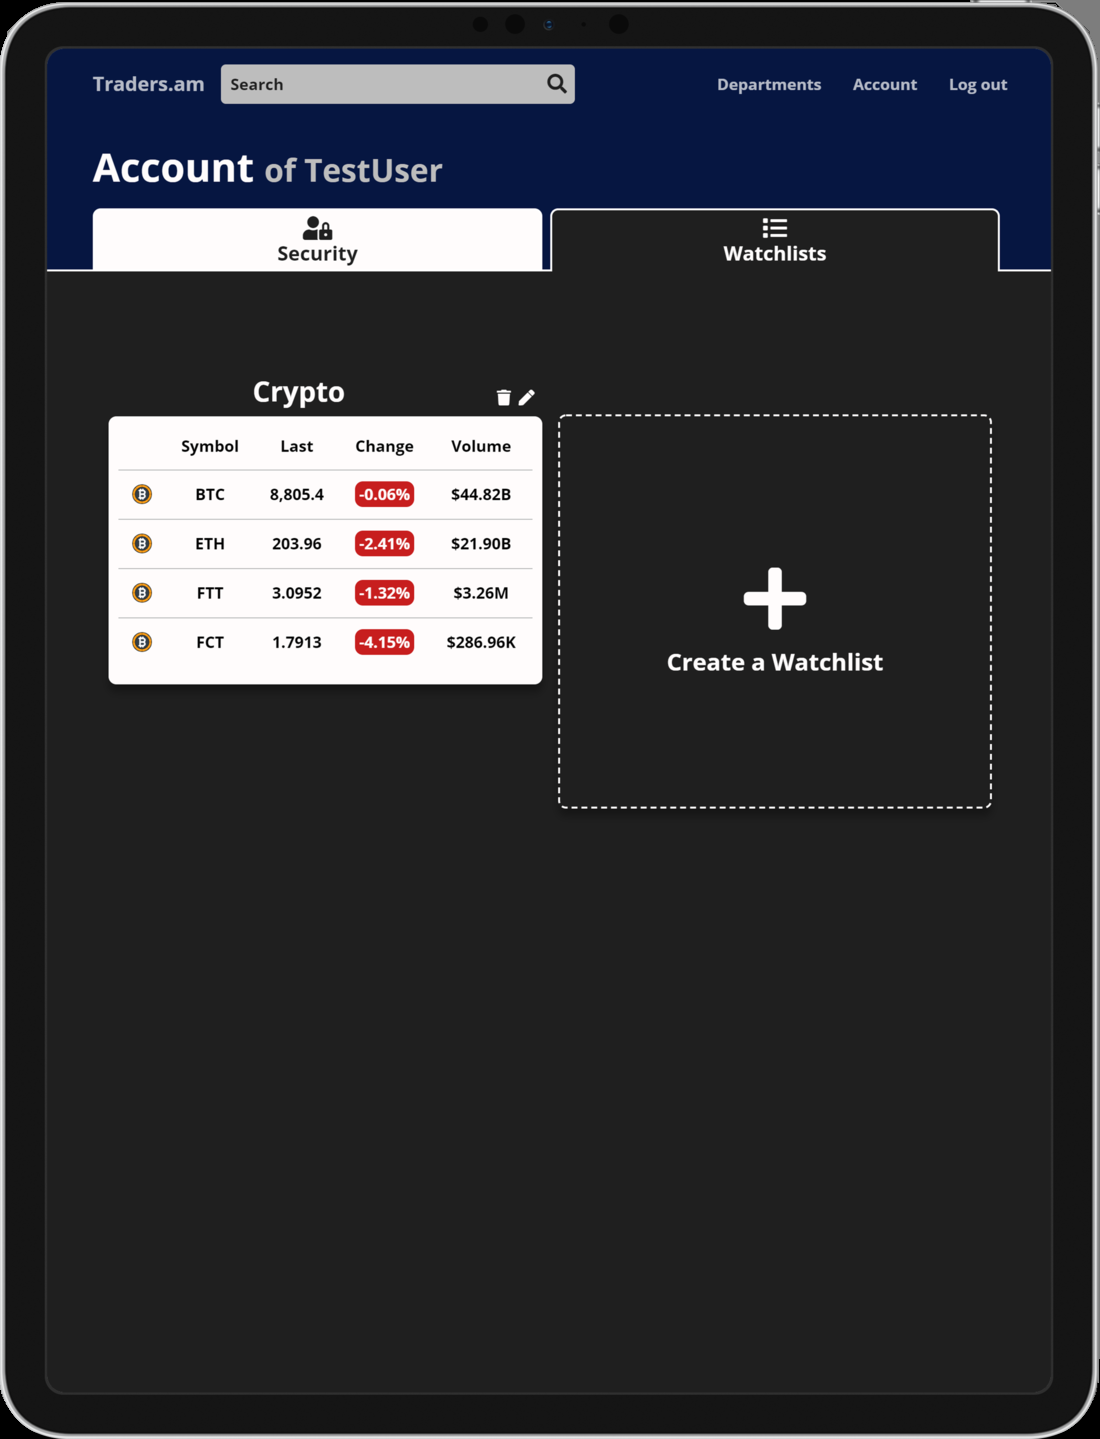 Traders.am Search Departments Account Log out
Account of TestUser
Security Watchlists
Crypto
Symbol Last Change Volume
BTC 8,805.4 -0.06% $44.82B
ETH 203.96 -2.41% $21.90B
FTT 3.0952 -1.32% $3.26M
FCT 1.7913 -4.15% $286.96K
Create a Watchlist